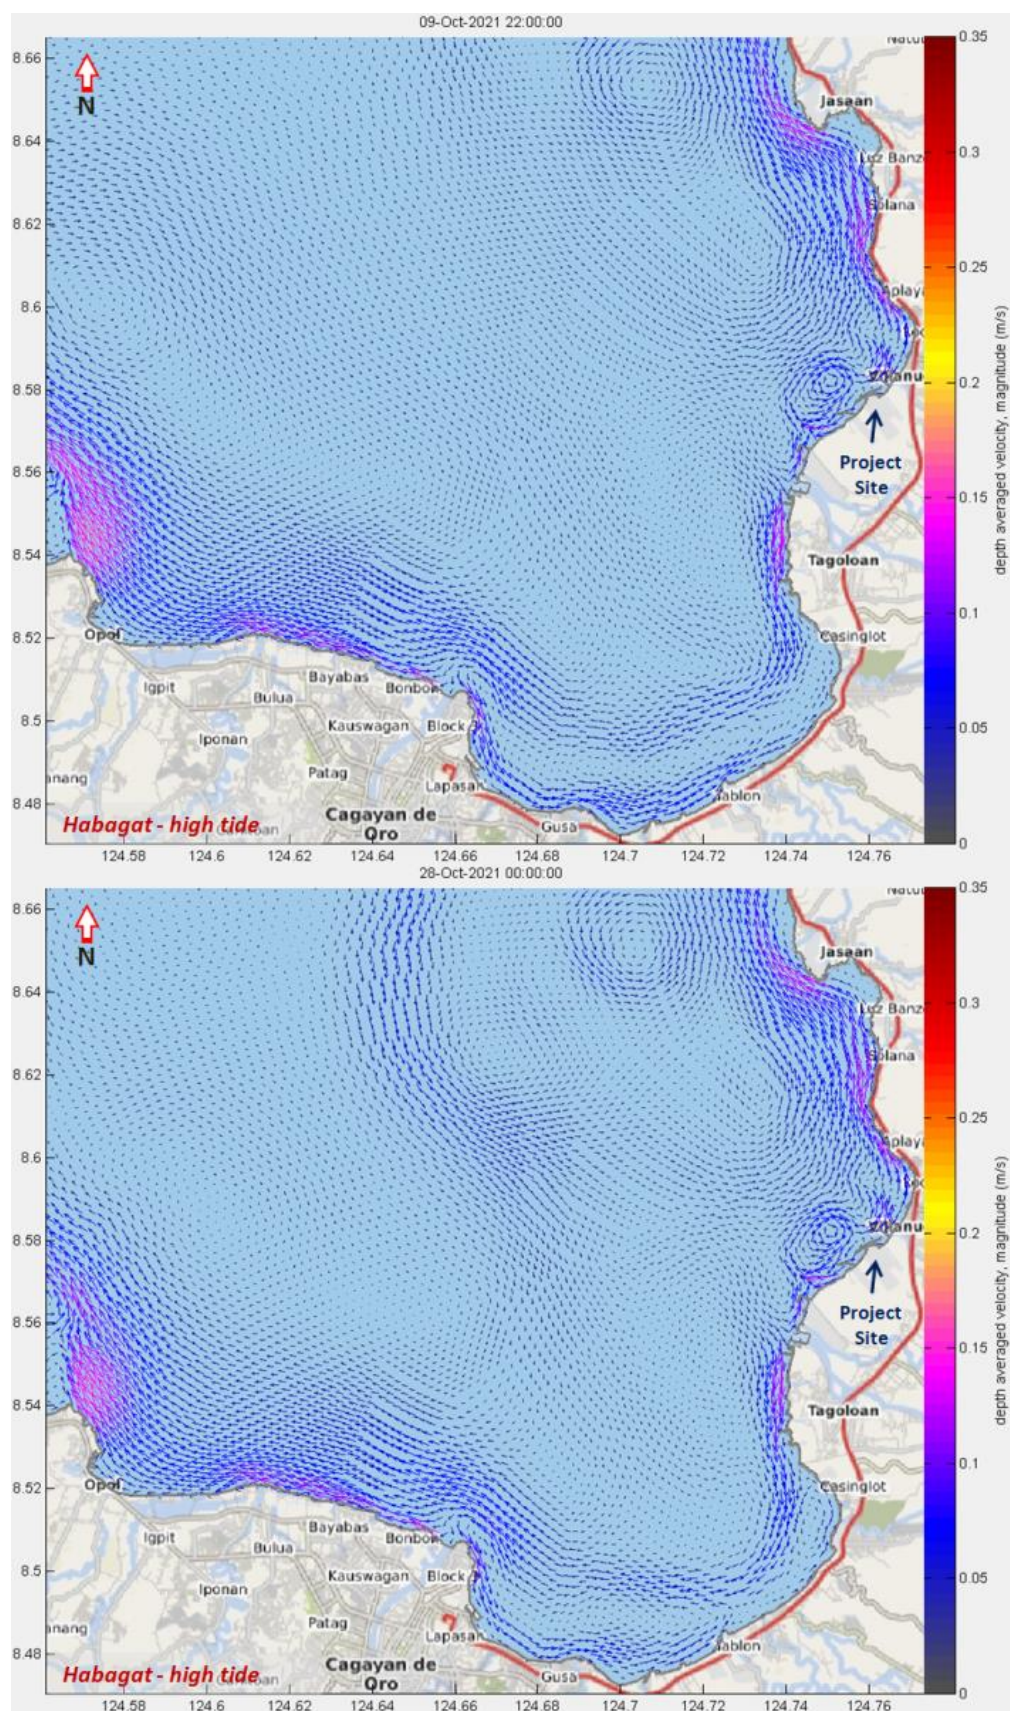 09-Oct-2021 22:00:00
8.66
8.64
8.62
8.6
8.58
8.56
8.54
8.52
8.5
8.48
N
Jasaan
Luz Banz
Solana
Aplaya
Project
Site
Tagoloan
Casinglot
Opol
Igpit
Bulua
Bayabas
Bonbon
Iponan
Kauswagan
Block
Patag
Lapasan
Cagayan de
Oro
Gusa
Tablon
anang
Habagat - high tide
124.58
124.6
124.62
124.64
124.66
124.68
124.7
124.72
124.74
124.76
0.35
0.3
0.25
0.2
0.15
0.1
0.05
0
depth averaged velocity, magnitude (m/s)
28-Oct-2021 00:00:00
8.66
8.64
8.62
8.6
8.58
8.56
8.54
8.52
8.5
8.48
N
Jasaan
Luz Banz
Solana
Aplaya
Project
Site
Tagoloan
Casinglot
Opol
Igpit
Bulua
Bayabas
Bonbon
Iponan
Kauswagan
Block
Patag
Lapasan
Cagayan de
Oro
Gusa
Tablon
anang
Habagat - high tide
124.58
124.6
124.62
124.64
124.66
124.68
124.7
124.72
124.74
124.76
0.35
0.3
0.25
0.2
0.15
0.1
0.05
0
depth averaged velocity, magnitude (m/s)